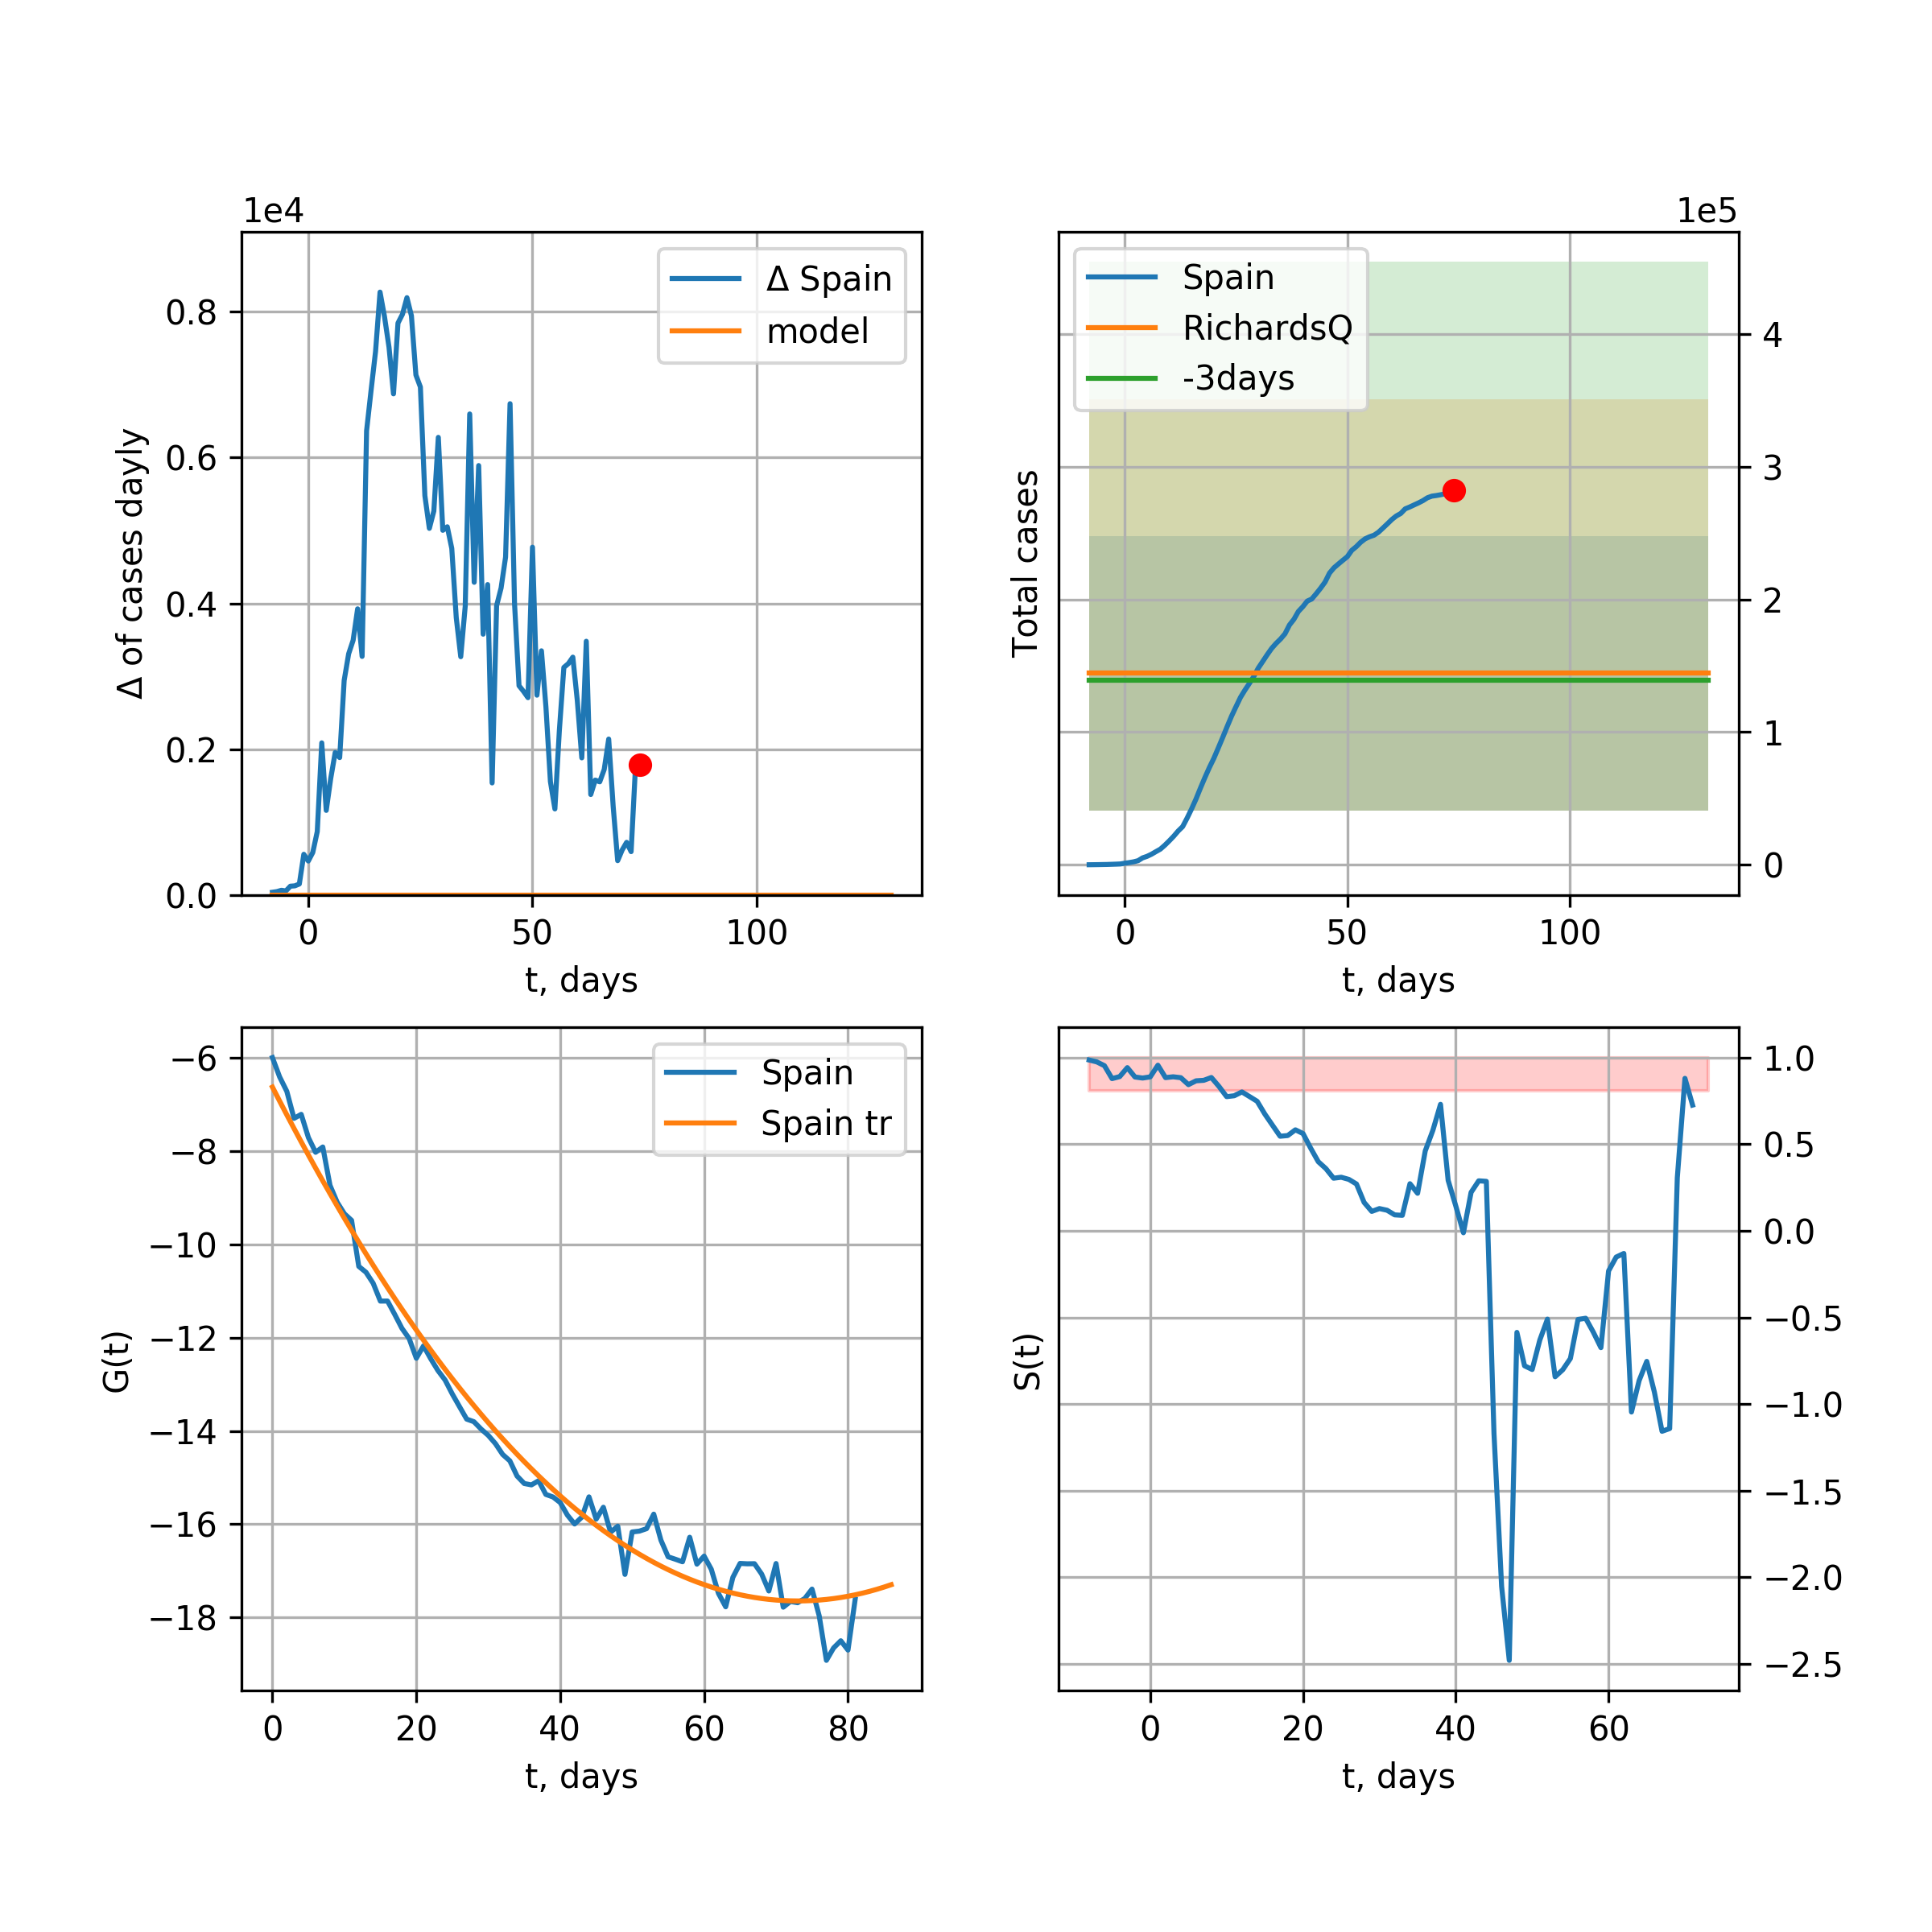 1e4
Δ of cases dayly
0.8
0.6
0.4
0.2
0.0
0 50 100
t, days
Δ Spain
model
1e5
Total cases
4
3
2
1
0
0 50 100
t, days
Spain
RichardsQ
-3days
G(t)
−6
−8
−10
−12
−14
−16
−18
0 20 40 60 80
t, days
Spain
Spain tr
S(t)
1.0
0.5
0.0
−0.5
−1.0
−1.5
−2.0
−2.5
0 20 40 60
t, days